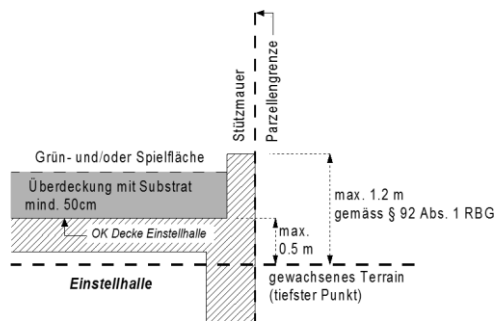 Stützmauer
Parzellengrenze
Grün- und/oder Spielfläche
Überdeckung mit Substrat
mind. 50cm
OK Decke Einstellhalle
max. 1.2 m
gemäss § 92 Abs. 1 RBG
max.
0.5 m
Einstellhalle
gewachsenes Terrain
(tiefster Punkt)